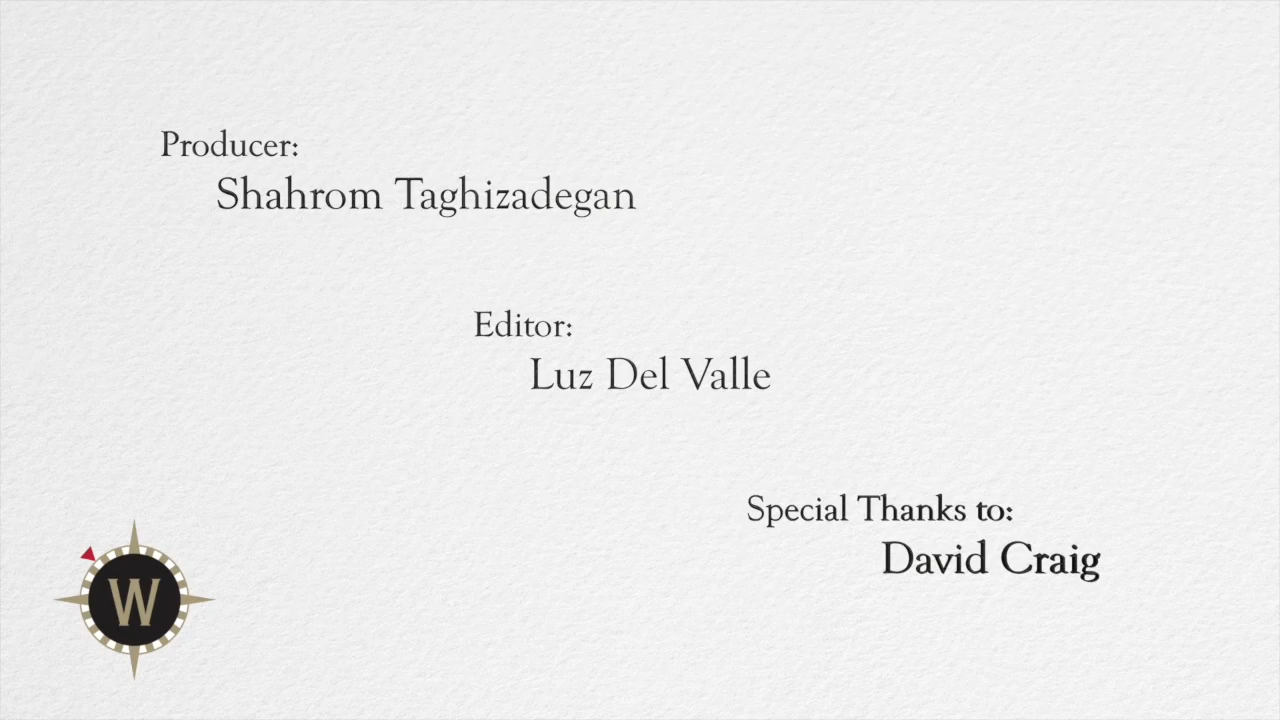 Producer:
Shahrom Taghizadegan
Editor:
Luz Del Valle
Special Thanks to:
David Craig
W